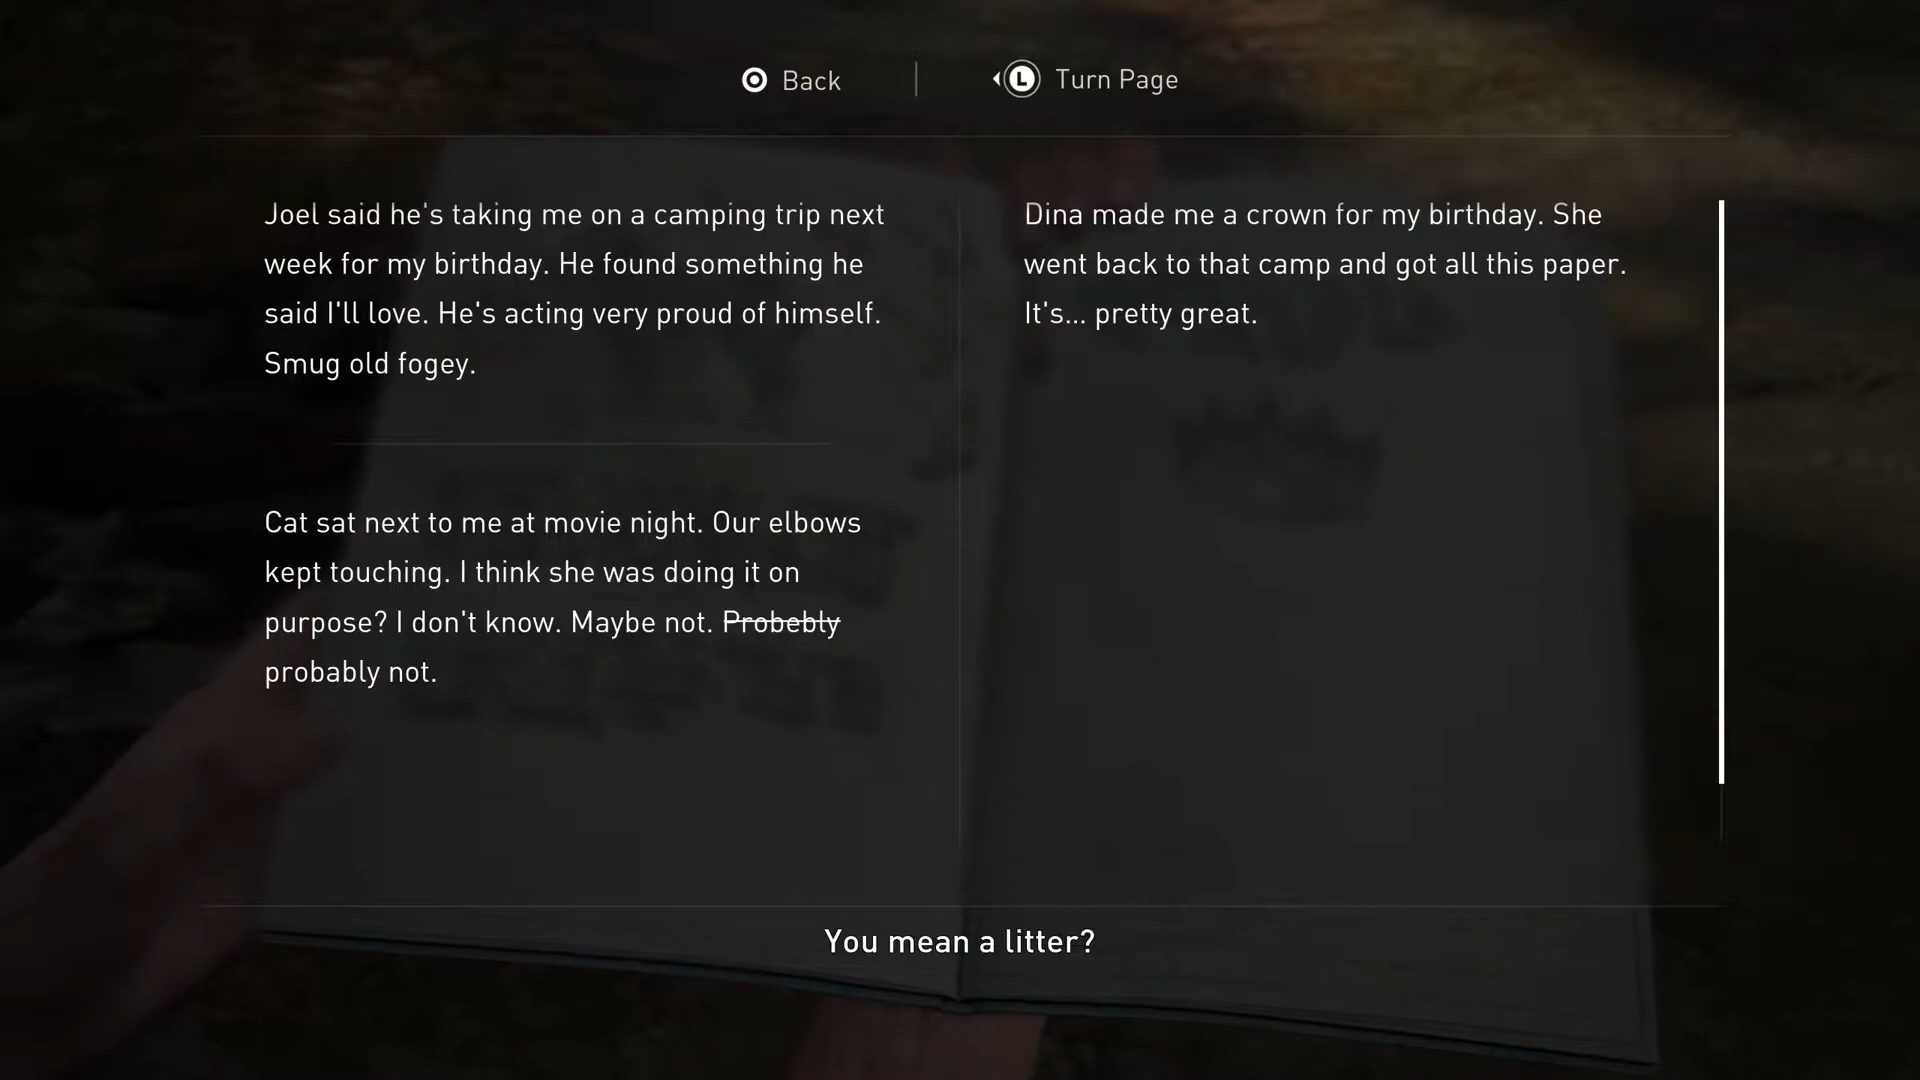 Back
L Turn Page
Joel said he's taking me on a camping trip next
week for my birthday. He found something he
said I'll love. He's acting very proud of himself.
Smug old fogey.
Cat sat next to me at movie night. Our elbows
kept touching. I think she was doing it on
purpose? I don't know. Maybe not. Probebly
probably not.
Dina made me a crown for my birthday. She
went back to that camp and got all this paper.
It's... pretty great.
You mean a litter?